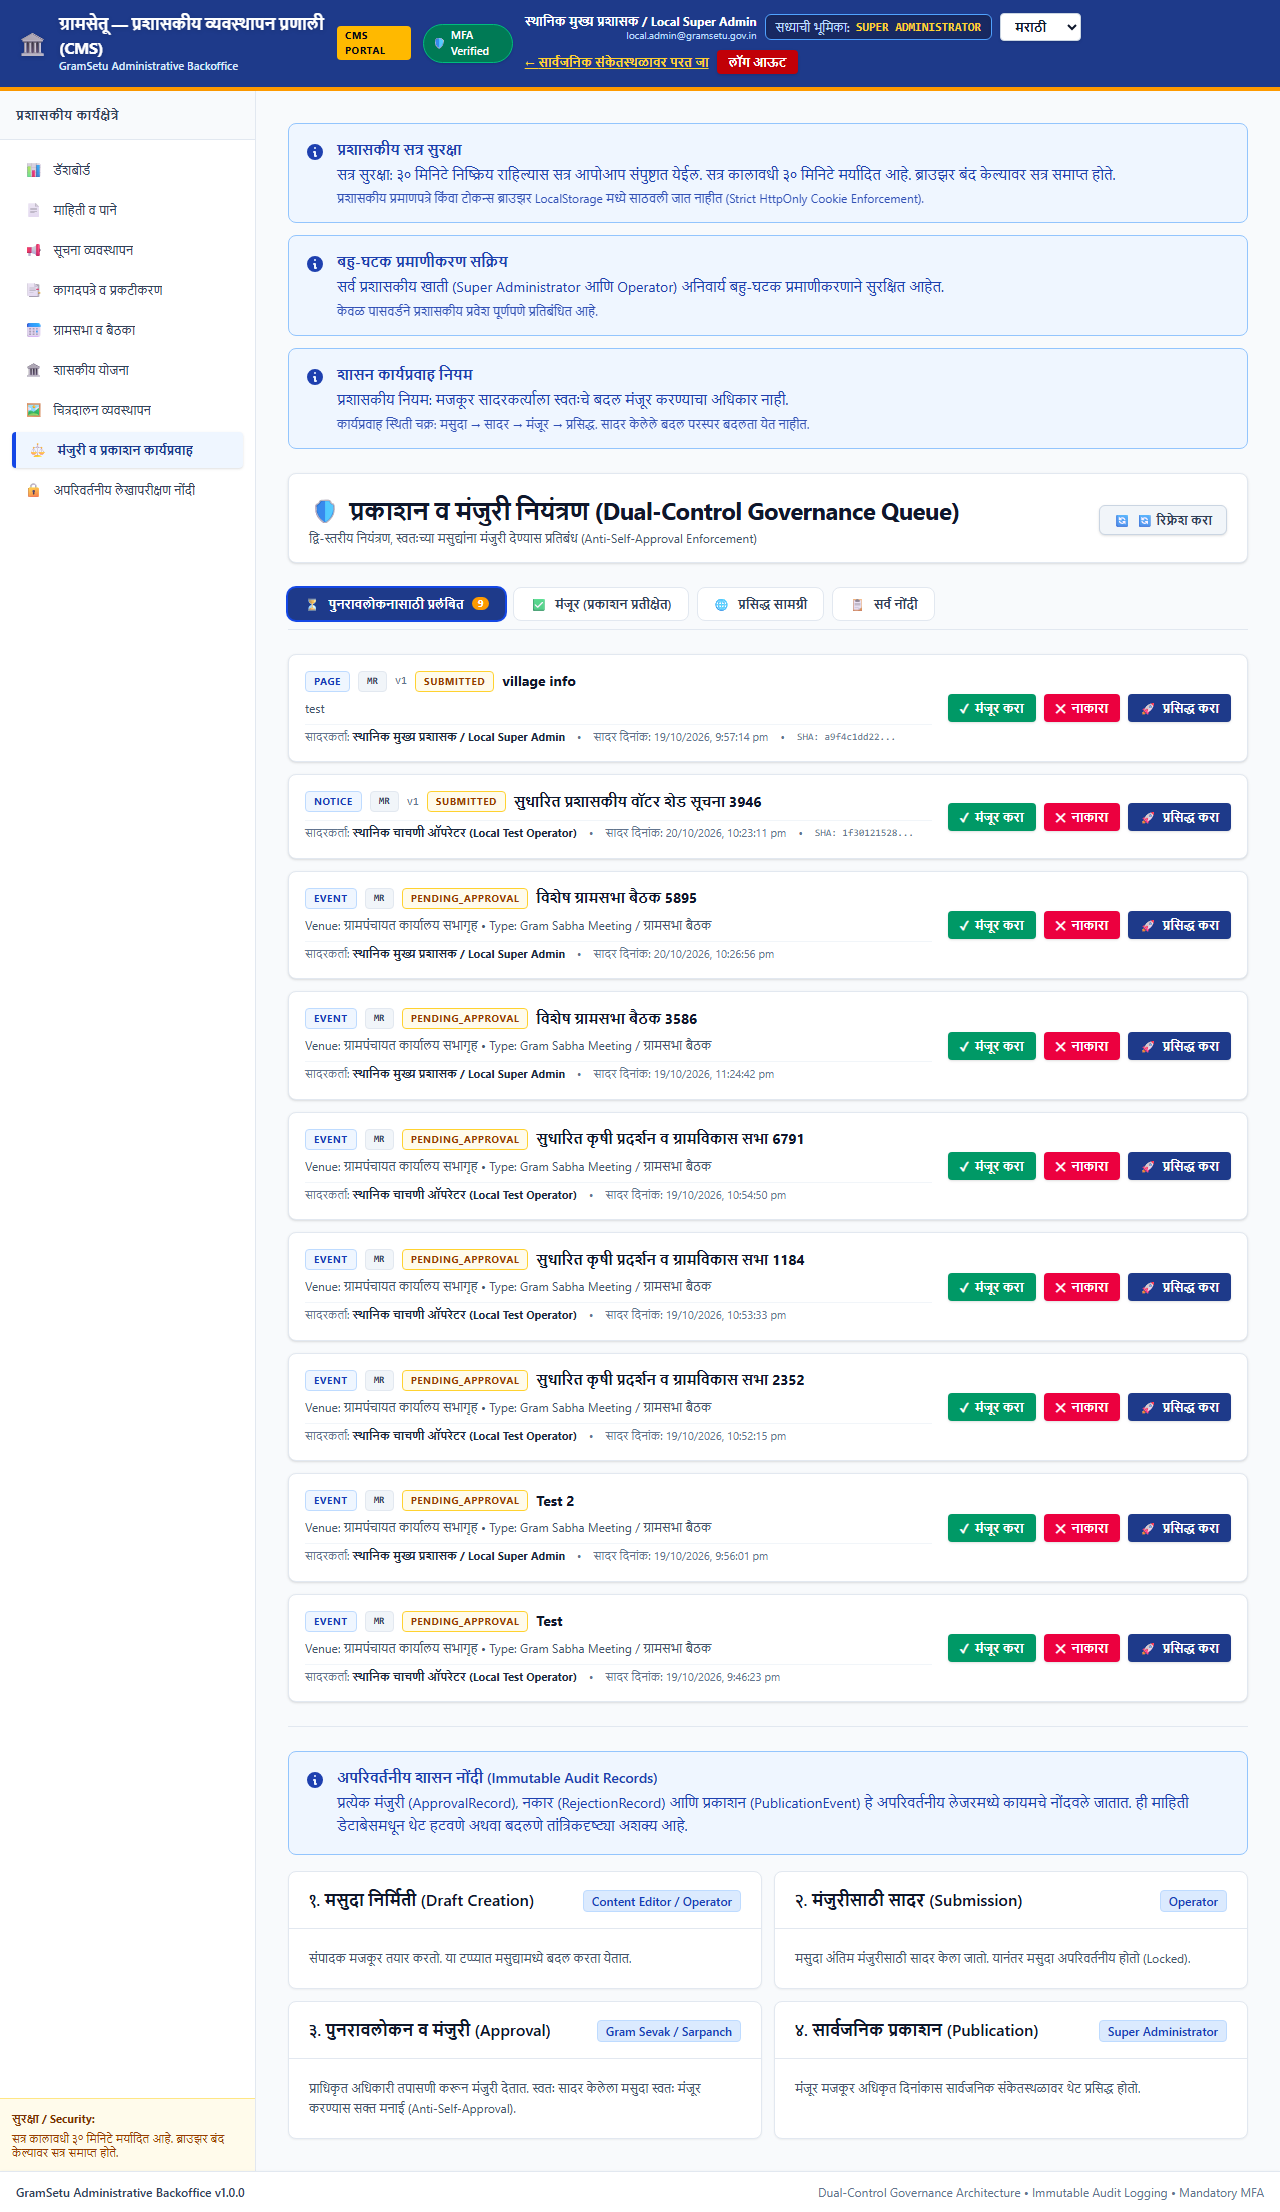 ग्रामसेतू — प्रशासकीय व्यवस्थापन प्रणाली (CMS)
GramSetu Administrative Backoffice
CMS PORTAL
MFA Verified
स्थानिक मुख्य प्रशासक / Local Super Admin
local.admin@gramsetu.gov.in
सध्याची भूमिका: SUPER ADMINISTRATOR
मराठी
← सार्वजनिक संकेतस्थळावर परत जा
लॉग आऊट
प्रशासकीय कार्यक्षेत्रे
डॅशबोर्ड
माहिती व पाने
सूचना व्यवस्थापन
कागदपत्रे व प्रकटीकरण
ग्रामसभा व बैठका
शासकीय योजना
चित्रदालन व्यवस्थापन
मंजुरी व प्रकाशन कार्यप्रवाह
अपरिवर्तनीय लेखापरीक्षण नोंदी
प्रशासकीय सत्र सुरक्षा
सत्र सुरक्षा: ३० मिनिटे निष्क्रिय राहिल्यास सत्र आपोआप संपुष्टात येईल. सत्र कालावधी ३० मिनिटे मर्यादित आहे. ब्राउझर बंद केल्यावर सत्र समाप्त होते.
प्रशासकीय प्रमाणपत्रे किंवा टोकन्स ब्राउझर LocalStorage मध्ये साठवली जात नाहीत (Strict HttpOnly Cookie Enforcement).
बहु-घटक प्रमाणीकरण सक्रिय
सर्व प्रशासकीय खाती (Super Administrator आणि Operator) अनिवार्य बहु-घटक प्रमाणीकरणाने सुरक्षित आहेत.
केवळ पासवर्डने प्रशासकीय प्रवेश पूर्णपणे प्रतिबंधित आहे.
शासन कार्यप्रवाह नियम
प्रशासकीय नियम: मजकूर सादरकर्त्याला स्वतःचे बदल मंजूर करण्याचा अधिकार नाही.
कार्यप्रवाह स्थिती चक्र: मसुदा → सादर → मंजूर → प्रसिद्ध. सादर केलेले बदल परस्पर बदलता येत नाहीत.
प्रकाशन व मंजुरी नियंत्रण (Dual-Control Governance Queue)
द्वि-स्तरीय नियंत्रण, स्वतःच्या मसुद्यांना मंजुरी देण्यास प्रतिबंध (Anti-Self-Approval Enforcement)
रिफ्रेश करा
पुनरावलोकनासाठी प्रलंबित 9
मंजूर (प्रकाशन प्रतीक्षेत)
प्रसिद्ध सामग्री
सर्व नोंदी
PAGE MR v1 SUBMITTED village info
test
सादरकर्ता: स्थानिक मुख्य प्रशासक / Local Super Admin • सादर दिनांक: 19/10/2026, 9:57:14 pm • SHA: a9f4c1dd22...
✓ मंजूर करा ✕ नाकारा प्रसिद्ध करा
NOTICE MR v1 SUBMITTED सुधारित प्रशासकीय वॉटर शेड सूचना 3946
सादरकर्ता: स्थानिक चाचणी ऑपरेटर (Local Test Operator) • सादर दिनांक: 20/10/2026, 10:23:11 pm • SHA: 1f30121528...
✓ मंजूर करा ✕ नाकारा प्रसिद्ध करा
EVENT MR PENDING_APPROVAL विशेष ग्रामसभा बैठक 5895
Venue: ग्रामपंचायत कार्यालय सभागृह • Type: Gram Sabha Meeting / ग्रामसभा बैठक
सादरकर्ता: स्थानिक मुख्य प्रशासक / Local Super Admin • सादर दिनांक: 20/10/2026, 10:26:56 pm
✓ मंजूर करा ✕ नाकारा प्रसिद्ध करा
EVENT MR PENDING_APPROVAL विशेष ग्रामसभा बैठक 3586
Venue: ग्रामपंचायत कार्यालय सभागृह • Type: Gram Sabha Meeting / ग्रामसभा बैठक
सादरकर्ता: स्थानिक मुख्य प्रशासक / Local Super Admin • सादर दिनांक: 19/10/2026, 11:24:42 pm
✓ मंजूर करा ✕ नाकारा प्रसिद्ध करा
EVENT MR PENDING_APPROVAL सुधारित कृषी प्रदर्शन व ग्रामविकास सभा 6791
Venue: ग्रामपंचायत कार्यालय सभागृह • Type: Gram Sabha Meeting / ग्रामसभा बैठक
सादरकर्ता: स्थानिक चाचणी ऑपरेटर (Local Test Operator) • सादर दिनांक: 19/10/2026, 10:54:50 pm
✓ मंजूर करा ✕ नाकारा प्रसिद्ध करा
EVENT MR PENDING_APPROVAL सुधारित कृषी प्रदर्शन व ग्रामविकास सभा 1184
Venue: ग्रामपंचायत कार्यालय सभागृह • Type: Gram Sabha Meeting / ग्रामसभा बैठक
सादरकर्ता: स्थानिक चाचणी ऑपरेटर (Local Test Operator) • सादर दिनांक: 19/10/2026, 10:53:33 pm
✓ मंजूर करा ✕ नाकारा प्रसिद्ध करा
EVENT MR PENDING_APPROVAL सुधारित कृषी प्रदर्शन व ग्रामविकास सभा 2352
Venue: ग्रामपंचायत कार्यालय सभागृह • Type: Gram Sabha Meeting / ग्रामसभा बैठक
सादरकर्ता: स्थानिक चाचणी ऑपरेटर (Local Test Operator) • सादर दिनांक: 19/10/2026, 10:52:15 pm
✓ मंजूर करा ✕ नाकारा प्रसिद्ध करा
EVENT MR PENDING_APPROVAL Test 2
Venue: ग्रामपंचायत कार्यालय सभागृह • Type: Gram Sabha Meeting / ग्रामसभा बैठक
सादरकर्ता: स्थानिक मुख्य प्रशासक / Local Super Admin • सादर दिनांक: 19/10/2026, 9:56:01 pm
✓ मंजूर करा ✕ नाकारा प्रसिद्ध करा
EVENT MR PENDING_APPROVAL Test
Venue: ग्रामपंचायत कार्यालय सभागृह • Type: Gram Sabha Meeting / ग्रामसभा बैठक
सादरकर्ता: स्थानिक चाचणी ऑपरेटर (Local Test Operator) • सादर दिनांक: 19/10/2026, 9:46:23 pm
✓ मंजूर करा ✕ नाकारा प्रसिद्ध करा
अपरिवर्तनीय शासन नोंदी (Immutable Audit Records)
प्रत्येक मंजुरी (ApprovalRecord), नकार (RejectionRecord) आणि प्रकाशन (PublicationEvent) हे अपरिवर्तनीय लेजरमध्ये कायमचे नोंदवले जातात. ही माहिती
डेटाबेसमधून थेट हटवणे अथवा बदलणे तांत्रिकदृष्ट्या अशक्य आहे.
१. मसुदा निर्मिती (Draft Creation)
Content Editor / Operator
संपादक मजकूर तयार करतो. या टप्प्यात मसुद्यामध्ये बदल करता येतात.
२. मंजुरीसाठी सादर (Submission)
Operator
मसुदा अंतिम मंजुरीसाठी सादर केला जातो. यानंतर मसुदा अपरिवर्तनीय होतो (Locked).
३. पुनरावलोकन व मंजुरी (Approval)
Gram Sevak / Sarpanch
प्राधिकृत अधिकारी तपासणी करून मंजुरी देतात. स्वतः सादर केलेला मसुदा स्वतः मंजूर
करण्यास सक्त मनाई (Anti-Self-Approval).
४. सार्वजनिक प्रकाशन (Publication)
Super Administrator
मंजूर मजकूर अधिकृत दिनांकास सार्वजनिक संकेतस्थळावर थेट प्रसिद्ध होतो.
सुरक्षा / Security:
सत्र कालावधी ३० मिनिटे मर्यादित आहे. ब्राउझर बंद
केल्यावर सत्र समाप्त होते.
GramSetu Administrative Backoffice v1.0.0
Dual-Control Governance Architecture • Immutable Audit Logging • Mandatory MFA